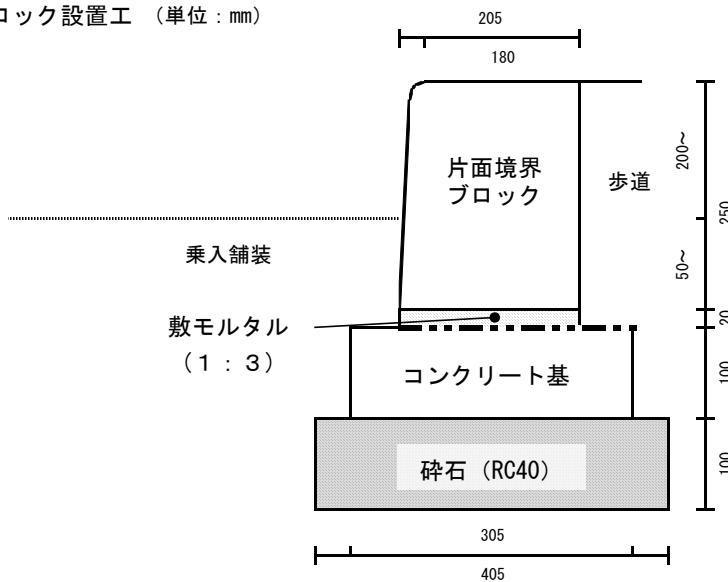 ロック設置工 （単位：㎜）
205
180
片面境界
ブロック
歩道
200~
250
乗入舗装
50~
敷モルタル
（1：3）
20
コンクリート基
100
砕石（RC40）
100
305
405